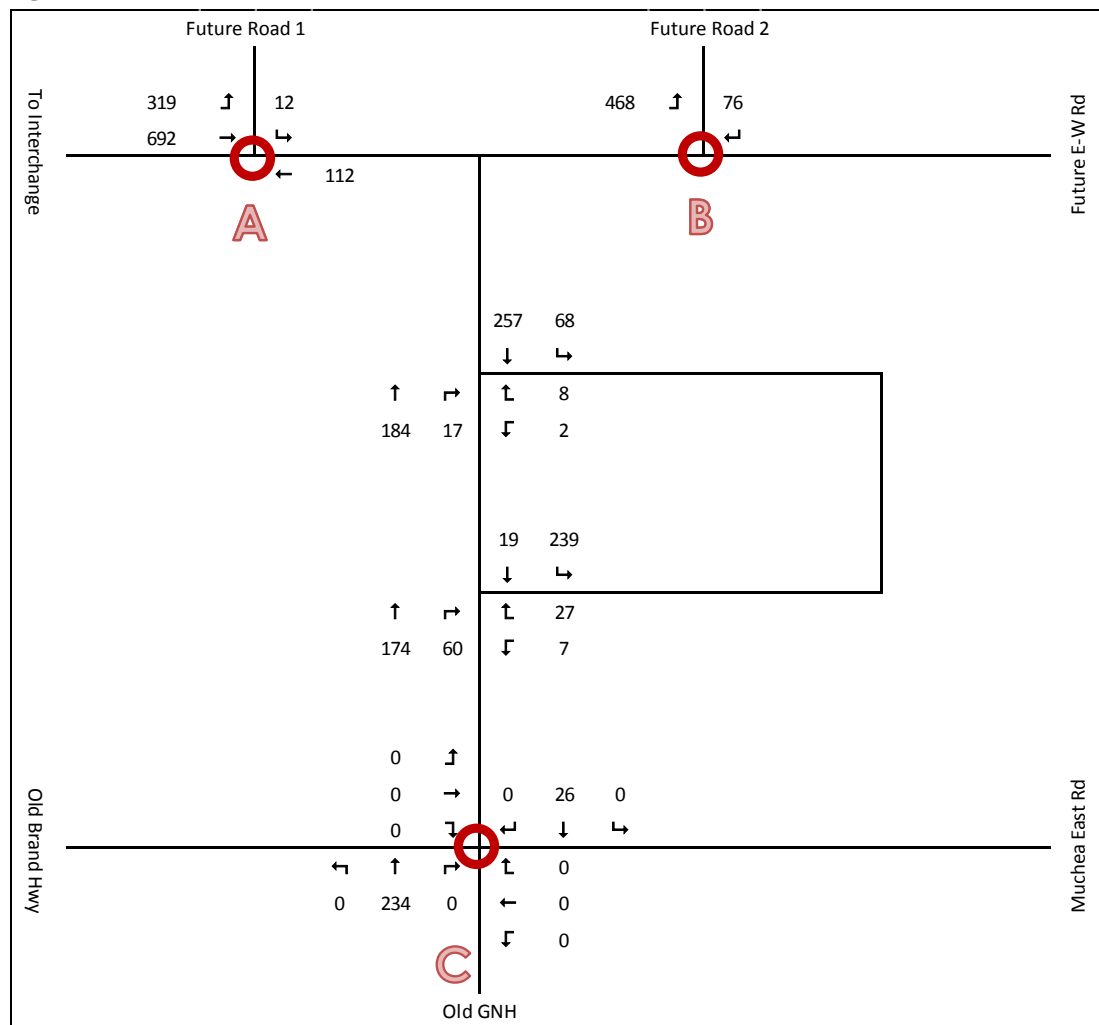 Future Road 1 Future Road 2
319 12 468 76
692
112
To Interchange
Future E-W Rd
A B
257 68
8
184 17 2
19 239
27
174 60 7
0
0 0 26 0
0
0
0 234 0 0
0
Old Brand Hwy
Muchea East Rd
C
Old GNH